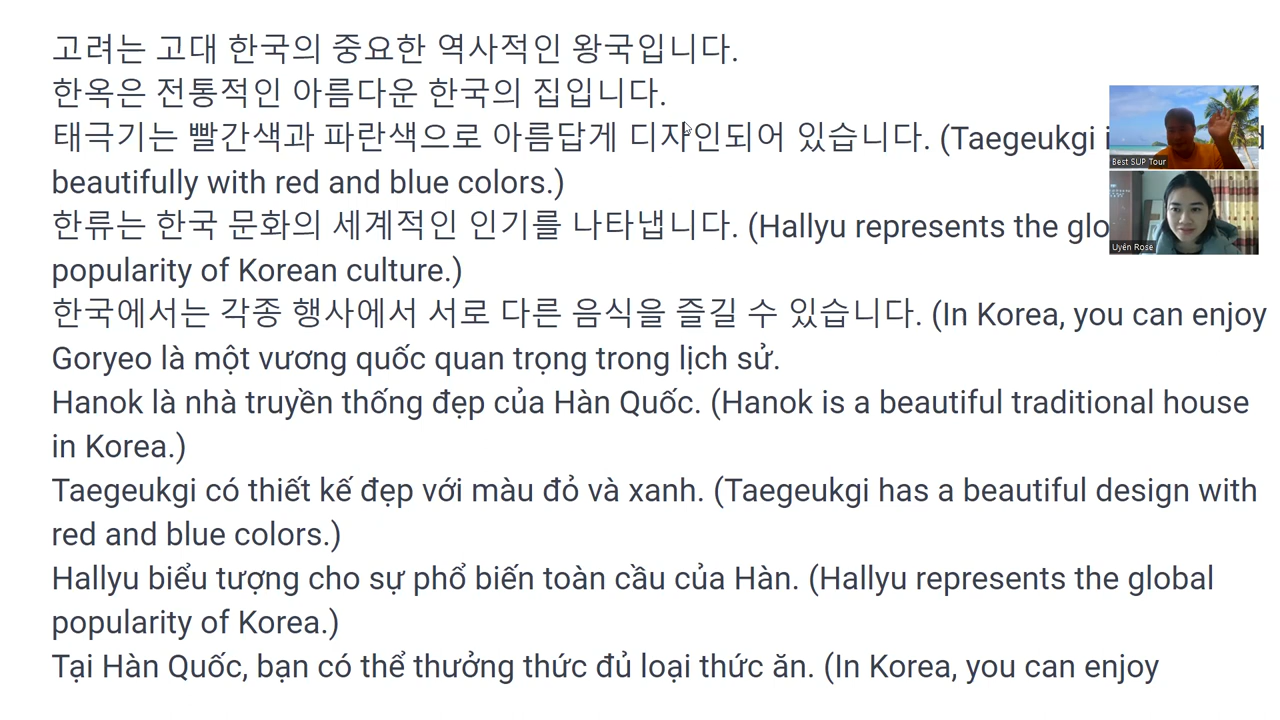 고려는 고대 한국의 중요한 역사적인 왕국입니다.
한옥은 전통적인 아름다운 한국의 집입니다.
태극기는 빨간색과 파란색으로 아름답게 디자인되어 있습니다. (Taegeukgi
beautifully with red and blue colors.)
한류는 한국 문화의 세계적인 인기를 나타냅니다. (Hallyu represents the glo
popularity of Korean culture.)
한국에서는 각종 행사에서 서로 다른 음식을 즐길 수 있습니다. (In Korea, you can enjoy
Goryeo là một vương quốc quan trọng trong lịch sử.
Hanok là nhà truyền thống đẹp của Hàn Quốc. (Hanok is a beautiful traditional house
in Korea.)
Taegeukgi có thiết kế đẹp với màu đỏ và xanh. (Taegeukgi has a beautiful design with
red and blue colors.)
Hallyu biểu tượng cho sự phổ biến toàn cầu của Hàn. (Hallyu represents the global
popularity of Korea.)
Tại Hàn Quốc, bạn có thể thưởng thức đủ loại thức ăn. (In Korea, you can enjoy
Best SUP Tour
Uyên Rose